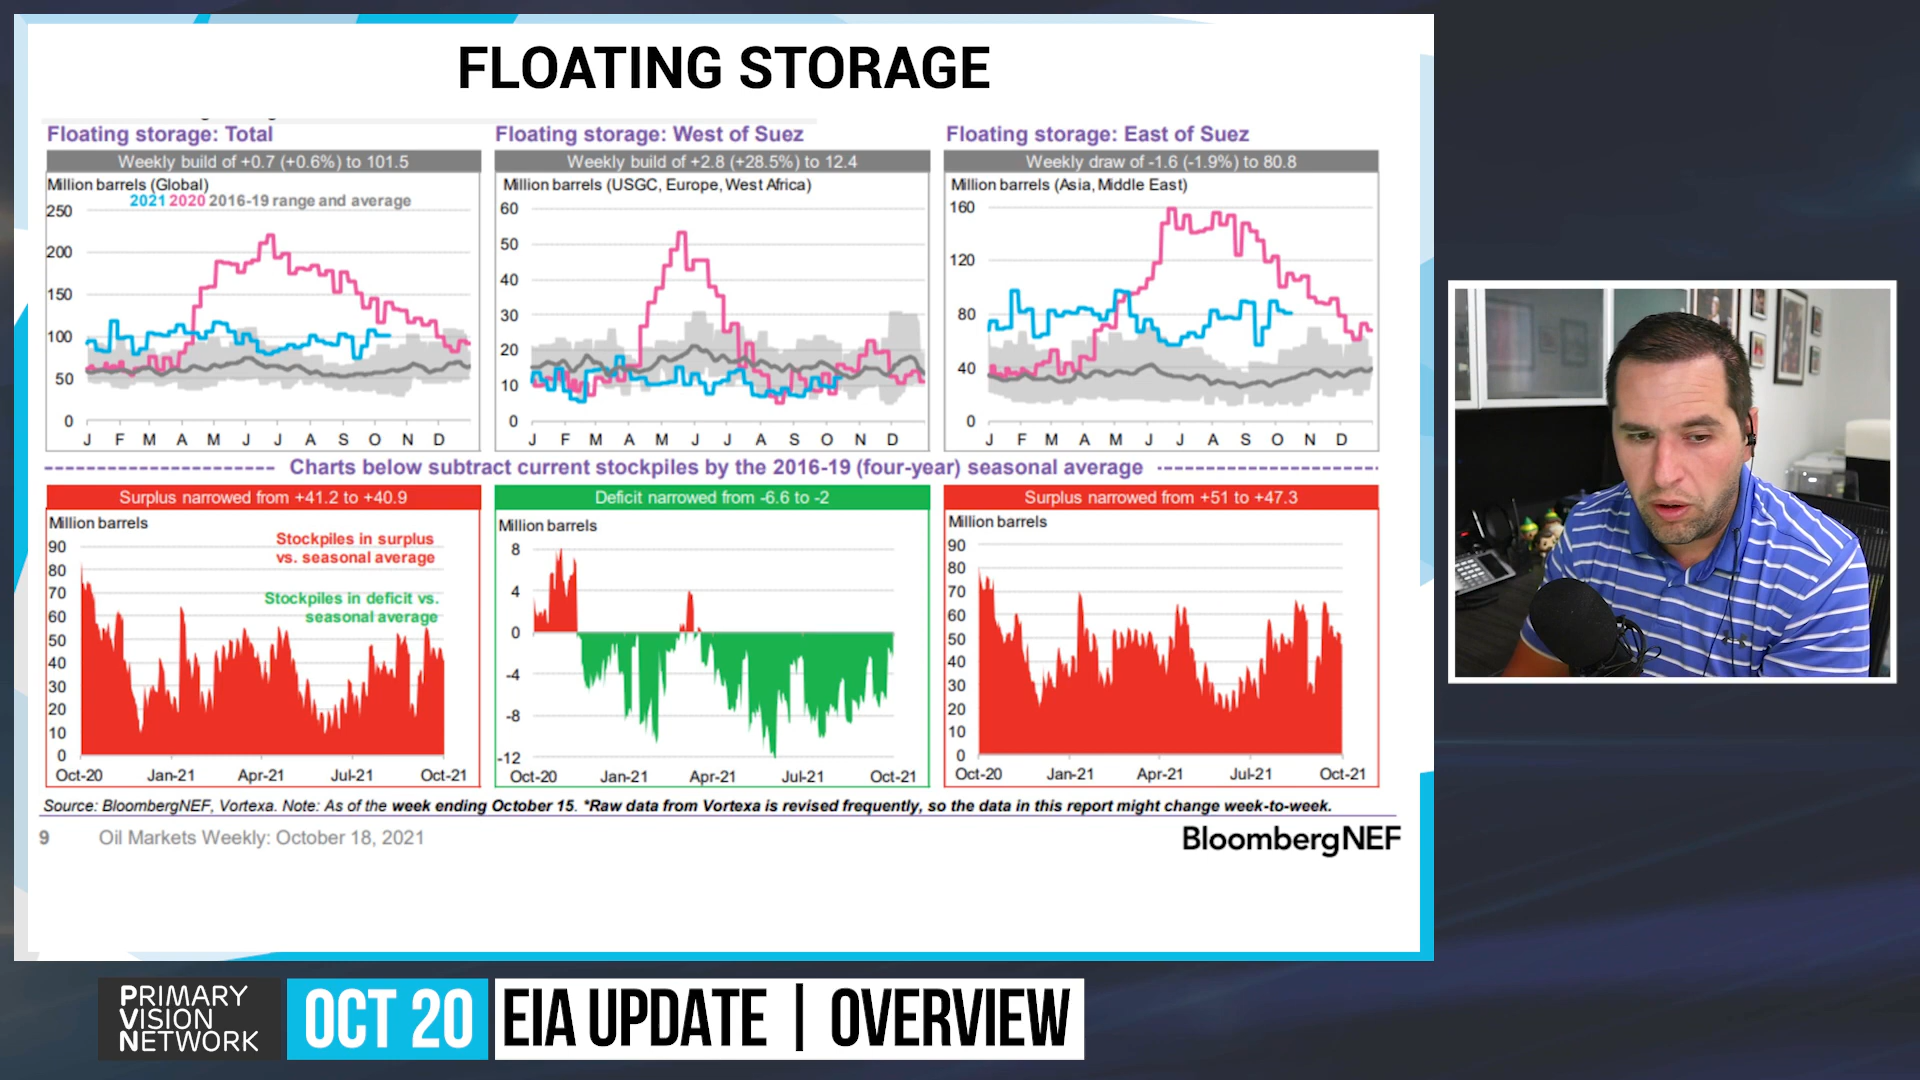 FLOATING STORAGE
Floating storage: Total
Weekly build of +0.7 (+0.6%) to 101.5
Million barrels (Global)
2021 2020 2016-19 range and average
250
200
150
100
50
0
J F M A M J J A S O N D
Floating storage: West of Suez
Weekly build of +2.8 (+28.5%) to 12.4
Million barrels (USGC, Europe, West Africa)
60
50
40
30
20
10
0
J F M A M J J A S O N D
Floating storage: East of Suez
Weekly draw of -1.6 (-1.9%) to 80.8
Million barrels (Asia, Middle East)
160
120
80
40
0
J F M A M J J A S O N D
Charts below subtract current stockpiles by the 2016-19 (four-year) seasonal average
Surplus narrowed from +41.2 to +40.9
Million barrels
Stockpiles in surplus
vs. seasonal average
Stockpiles in deficit vs.
seasonal average
90
80
70
60
50
40
30
20
10
0
Oct-20 Jan-21 Apr-21 Jul-21 Oct-21
Deficit narrowed from -6.6 to -2
Million barrels
8
4
0
-4
-8
-12
Oct-20 Jan-21 Apr-21 Jul-21 Oct-21
Surplus narrowed from +51 to +47.3
Million barrels
90
80
70
60
50
40
30
20
10
0
Oct-20 Jan-21 Apr-21 Jul-21 Oct-21
Source: BloombergNEF, Vortexa. Note: As of the week ending October 15. *Raw data from Vortexa is revised frequently, so the data in this report might change week-to-week.
9 Oil Markets Weekly: October 18, 2021
BloombergNEF
PRIMARY
VISION
NETWORK
OCT 20
EIA UPDATE | OVERVIEW